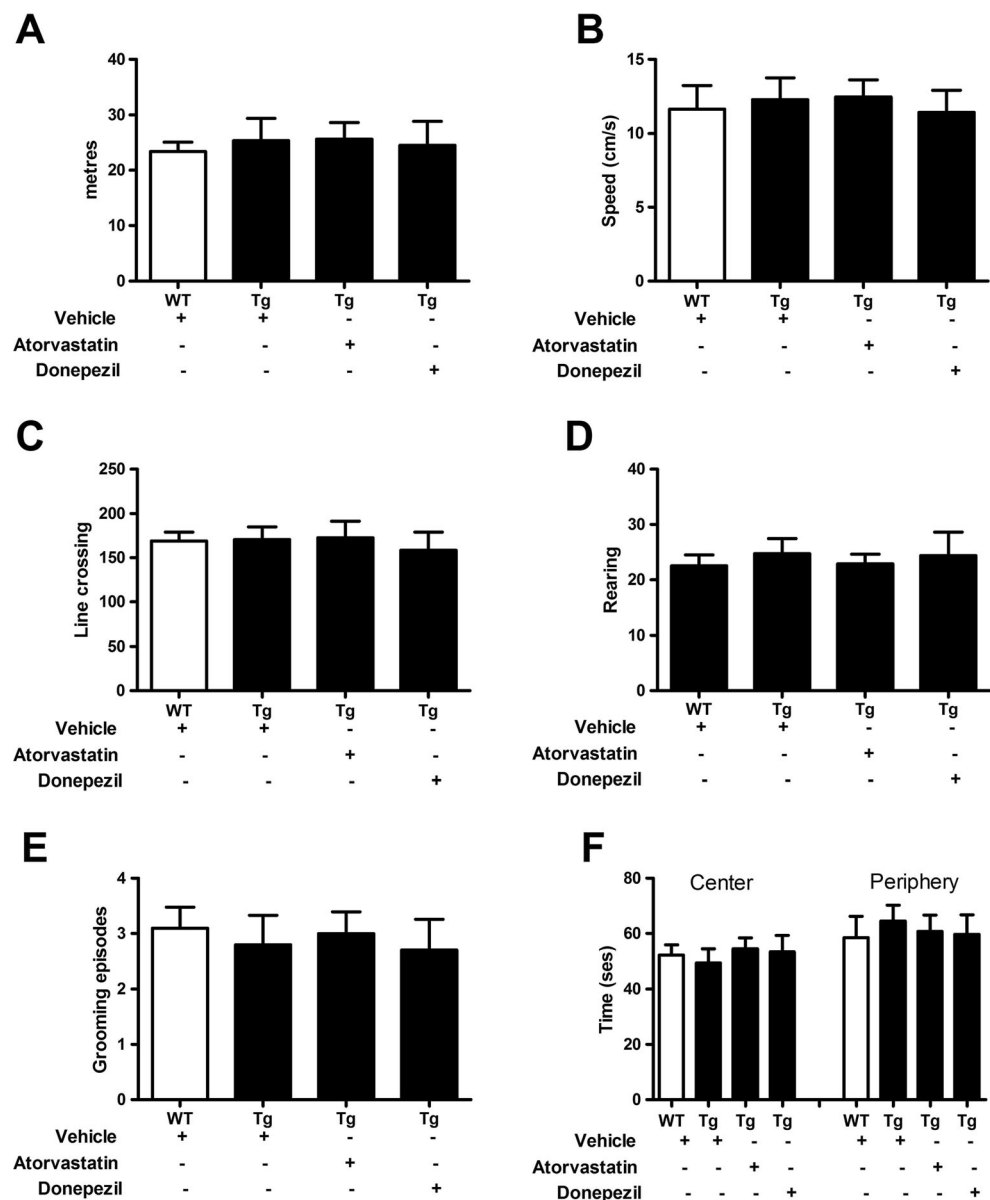 A
metres
40
30
20
10
0
WT Tg Tg Tg
Vehicle + + - -
Atorvastatin - - + -
Donepezil - - - +
B
Speed (cm/s)
15
10
5
0
WT Tg Tg Tg
Vehicle + + - -
Atorvastatin - - + -
Donepezil - - - +
C
Line crossing
250
200
150
100
50
0
WT Tg Tg Tg
Vehicle + + - -
Atorvastatin - - + -
Donepezil - - - +
D
Rearing
40
30
20
10
0
WT Tg Tg Tg
Vehicle + + - -
Atorvastatin - - + -
Donepezil - - - +
E
Grooming episodes
4
3
2
1
0
WT Tg Tg Tg
Vehicle + + - -
Atorvastatin - - + -
Donepezil - - - +
F
Center Periphery
Time (ses)
80
60
40
20
0
WT Tg Tg Tg WT Tg Tg Tg
Vehicle + + - - + + - -
Atorvastatin - - + - - - + -
Donepezil - - - + - - - +